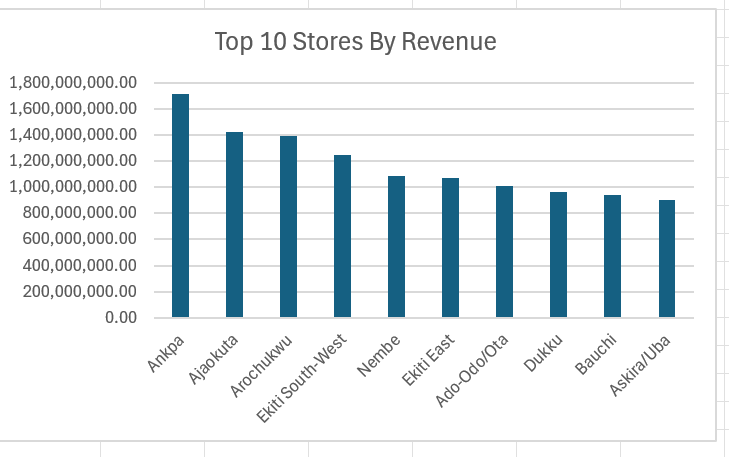 Top 10 Stores By Revenue
1,800,000,000.00
1,600,000,000.00
1,400,000,000.00
1,200,000,000.00
1,000,000,000.00
800,000,000.00
600,000,000.00
400,000,000.00
200,000,000.00
0.00
Ankpa
Ajaokuta
Arochukwu
Ekiti South-West
Nembe
Ekiti East
Ado-Odo/Ota
Dukku
Bauchi
Askira/Uba